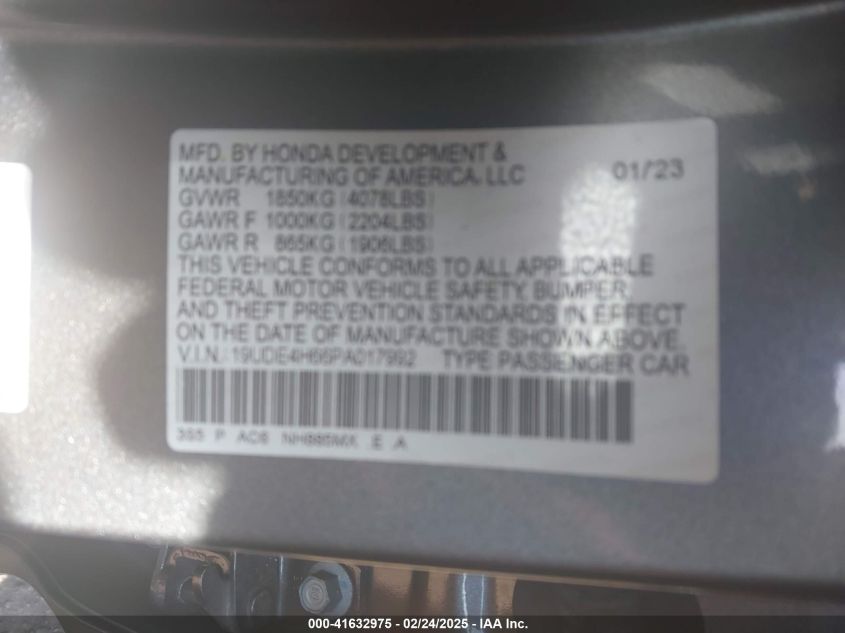 MFD. BY HONDA DEVELOPMENT &
MANUFACTURING OF AMERICA, LLC 01/23
GVWR 1850KG (4078LBS)
GAWR F 1000KG (2204LBS)
GAWR R 865KG (1906LBS)
THIS VEHICLE CONFORMS TO ALL APPLICABLE
FEDERAL MOTOR VEHICLE SAFETY, BUMPER,
AND THEFT PREVENTION STANDARDS IN EFFECT
ON THE DATE OF MANUFACTURE SHOWN ABOVE.
V.I.N.: TYPE PASSENGER CAR
P E A
000-41632975 - 02/24/2025 - IAA Inc.